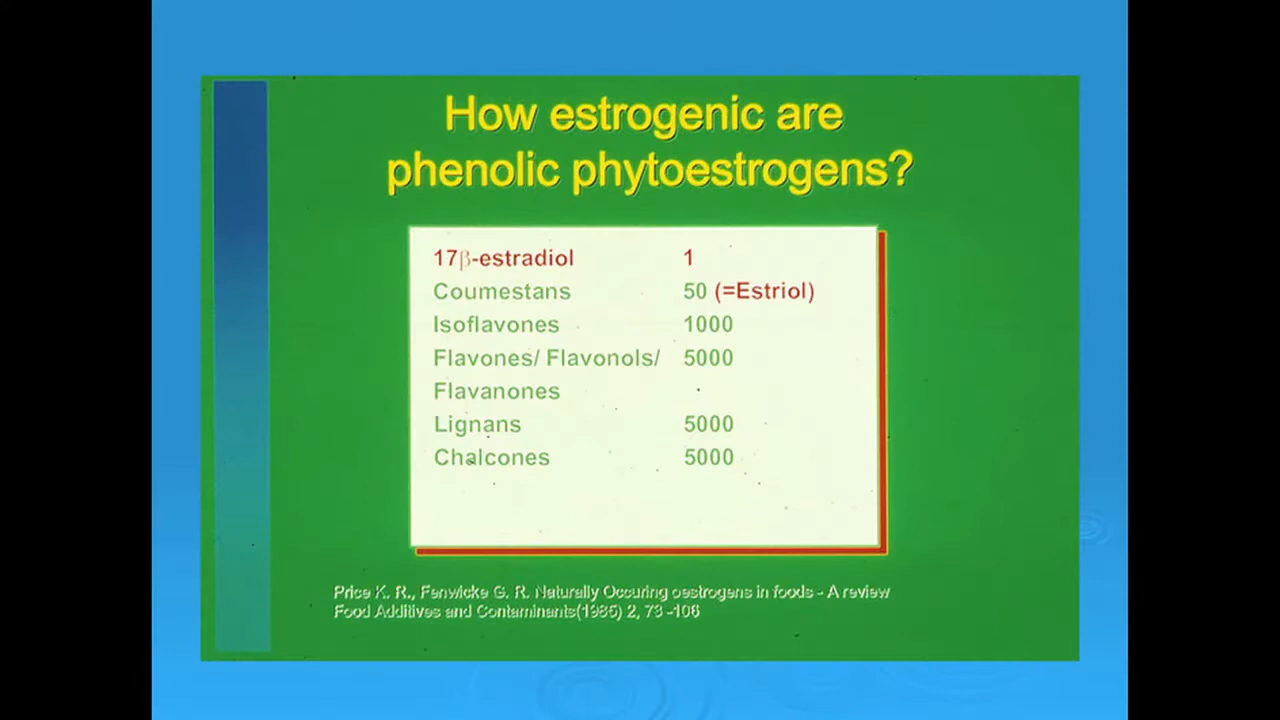 How estrogenic are
phenolic phytoestrogens?
17β-estradiol 1
Coumestans 50 (=Estriol)
Isoflavones 1000
Flavones/ Flavonols/ 5000
Flavanones
Lignans 5000
Chalcones 5000
Price K. R., Fenwicke G. R. Naturally Occuring oestrogens in foods - A review
Food Additives and Contaminants(1985) 2, 73 -106